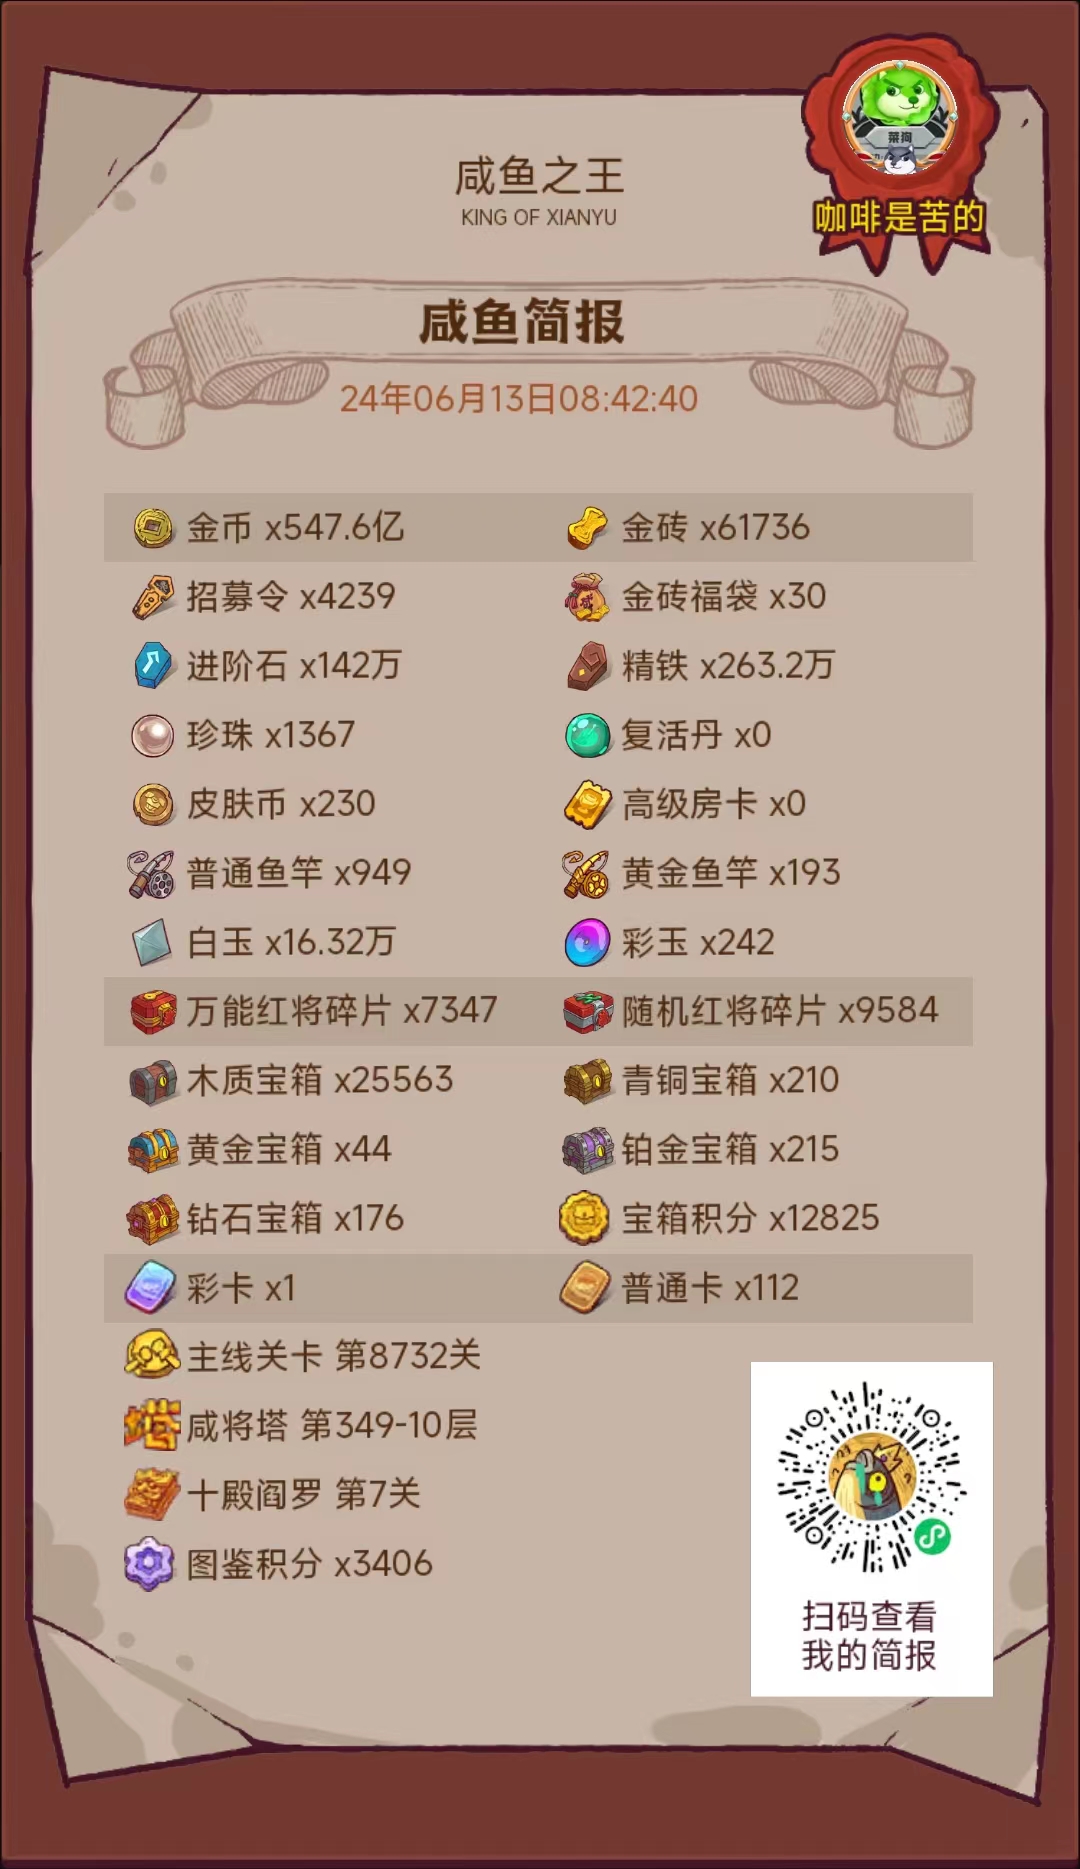 菜狗
咖啡是苦的
咸鱼之王
KING OF XIANYU
咸鱼简报
24年06月13日08:42:40
金币 x547.6亿
金砖 x61736
招募令 x4239
金砖福袋 x30
进阶石 x142万
精铁 x263.2万
珍珠 x1367
复活丹 x0
皮肤币 x230
高级房卡 x0
普通鱼竿 x949
黄金鱼竿 x193
白玉 x16.32万
彩玉 x242
万能红将碎片 x7347
随机红将碎片 x9584
木质宝箱 x25563
青铜宝箱 x210
黄金宝箱 x44
铂金宝箱 x215
钻石宝箱 x176
宝箱积分 x12825
彩卡 x1
普通卡 x112
主线关卡 第8732关
塔
咸将塔 第349-10层
十殿阎罗 第7关
图鉴积分 x3406
扫码查看
我的简报